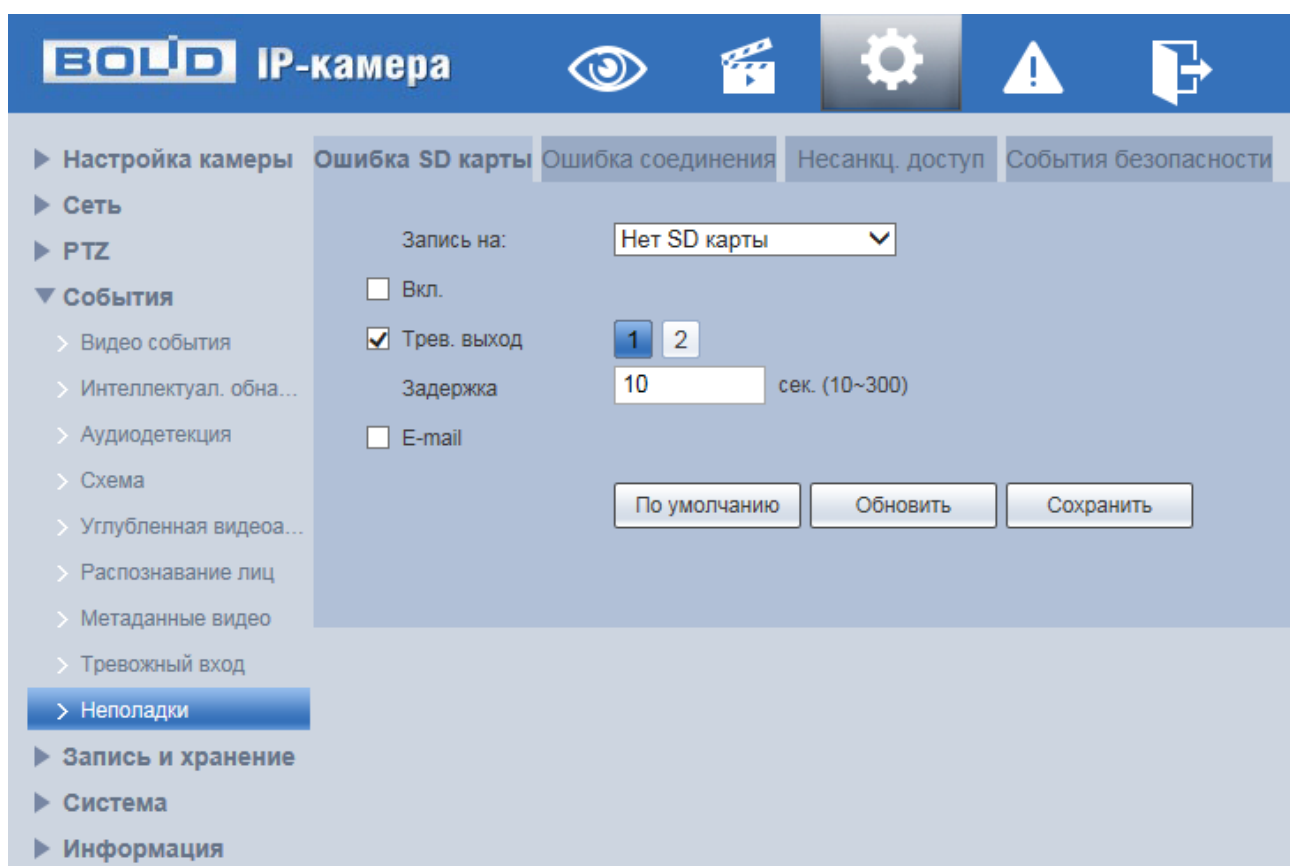 BOLID IP-камера
Настройка камеры
Сеть
PTZ
События
Видео события
Интеллектуал. обна...
Аудиодетекция
Схема
Углубленная видеоа...
Распознавание лиц
Метаданные видео
Тревожный вход
Неполадки
Запись и хранение
Система
Информация
Ошибка SD карты Ошибка соединения Несанкц. доступ События безопасности
Запись на: Нет SD карты
Вкл.
Трев. выход 1 2
Задержка 10 сек. (10~300)
E-mail
По умолчанию Обновить Сохранить